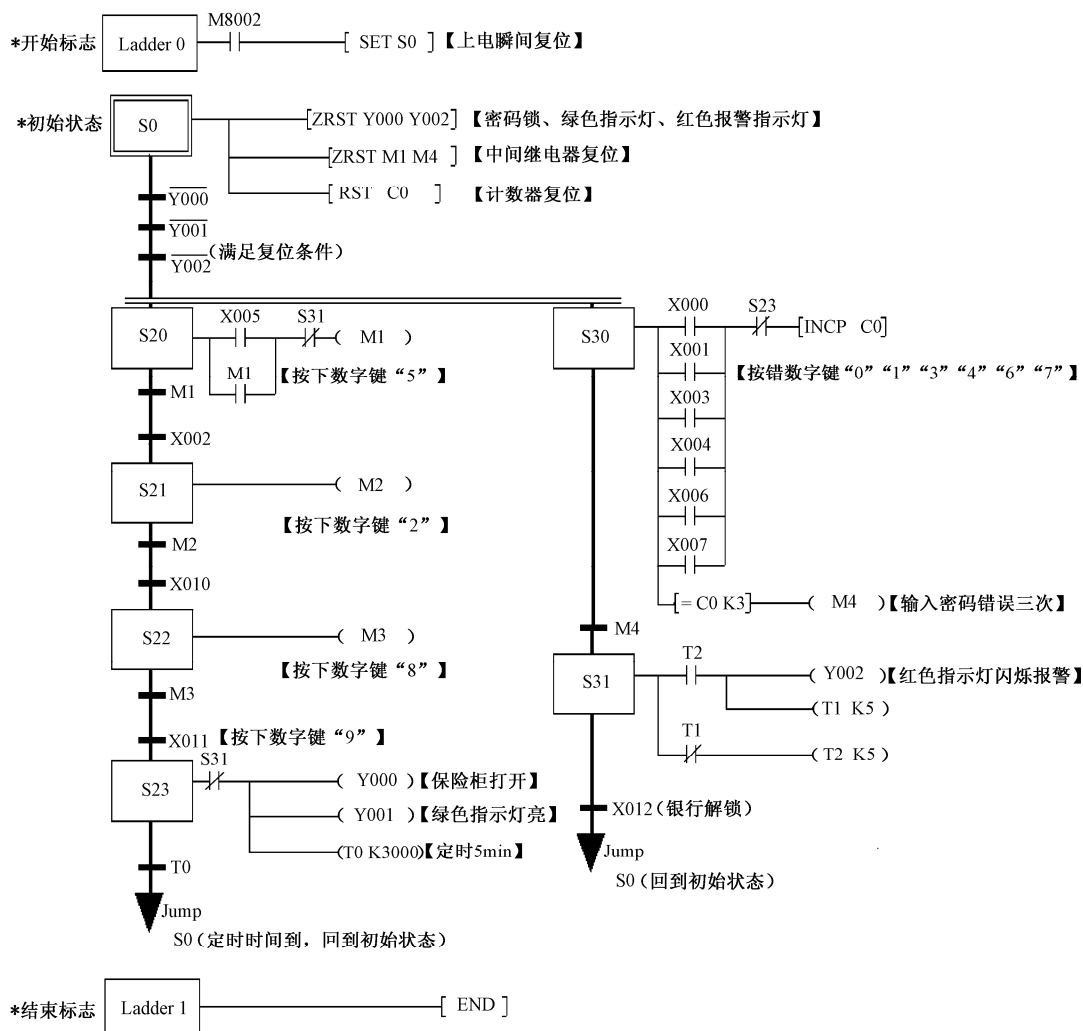 M8002
*开始标志 Ladder 0 [ SET S0 ]【上电瞬间复位】
*初始状态 S0 [ZRST Y000 Y002]【密码锁、绿色指示灯、红色报警指示灯】
[ZRST M1 M4 ]【中间继电器复位】
[RST C0 ]【计数器复位】
Y000
Y001
Y002(满足复位条件)
X005 S31
S20 ( M1 )
M1 【按下数字键“5”】
M1
X002
S21 ( M2 )
【按下数字键“2”】
M2
X010
S22 ( M3 )
【按下数字键“8”】
M3
X011【按下数字键“9”】
S31
S23 ( Y000 )【保险柜打开】
( Y001 )【绿色指示灯亮】
(T0 K3000)【定时5min】
T0
Jump
S0(定时时间到，回到初始状态)
X000 S23
S30 [INCP C0]
X001 【按错数字键“0”“1”“3”“4”“6”“7”】
X003
X004
X006
X007
[= C0 K3] ( M4 )【输入密码错误三次】
M4
T2
S31 ( Y002 )【红色指示灯闪烁报警】
(T1 K5)
T1
(T2 K5)
X012(银行解锁)
Jump
S0(回到初始状态)
*结束标志 Ladder 1 [ END ]